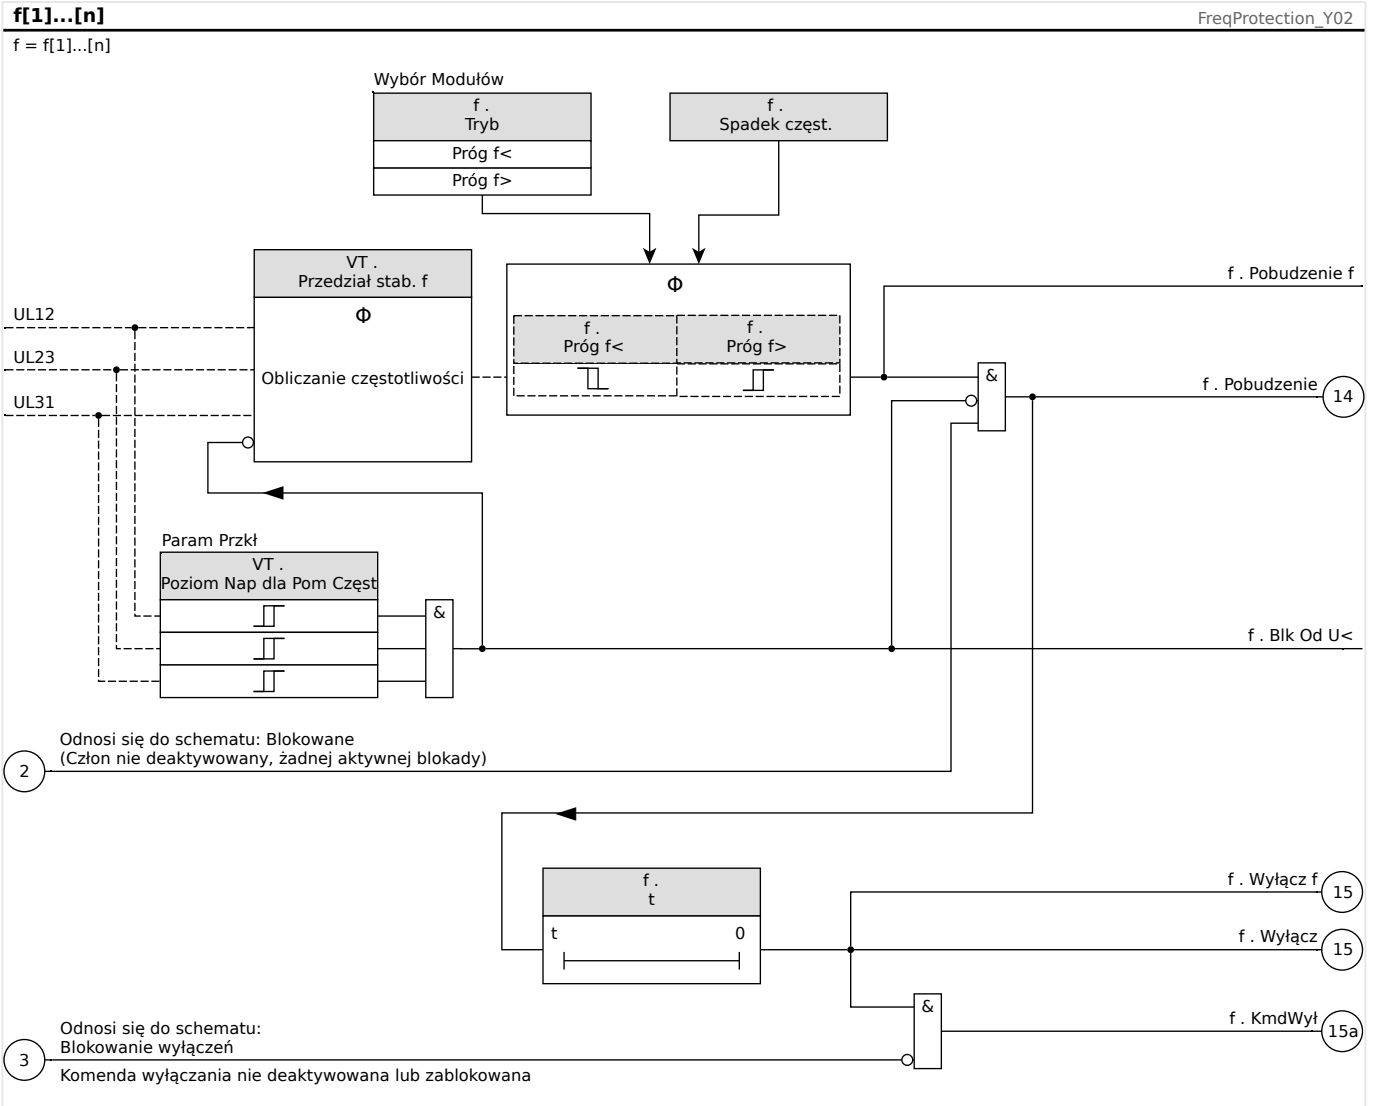 f[1]...[n]
FreqProtection_Y02
f = f[1]...[n]
Wybór Modułów
f .
Tryb
Próg f<
Próg f>
f .
Spadek częst.
VT .
Przedział stab. f
Φ
Obliczanie częstotliwości
UL12
UL23
UL31
Φ
f .
Próg f<
f .
Próg f>
f . Pobudzenie f
&
f . Pobudzenie
14
Param Przkł
VT .
Poziom Nap dla Pom Częst
&
f . Blk Od U<
Odnosi się do schematu: Blokowane
(Człon nie deaktywowany, żadnej aktywnej blokady)
2
f .
t
t 0
f . Wyłącz f
15
f . Wyłącz
15
&
f . KmdWył
15a
Odnosi się do schematu:
Blokowanie wyłączeń
3
Komenda wyłączania nie deaktywowana lub zablokowana